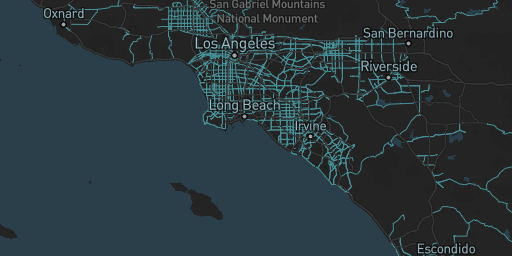 Oxnard
San Gabriel Mountains
National Monument
Los Angeles
San Bernardino
Riverside
Long Beach
Irvine
Escondido